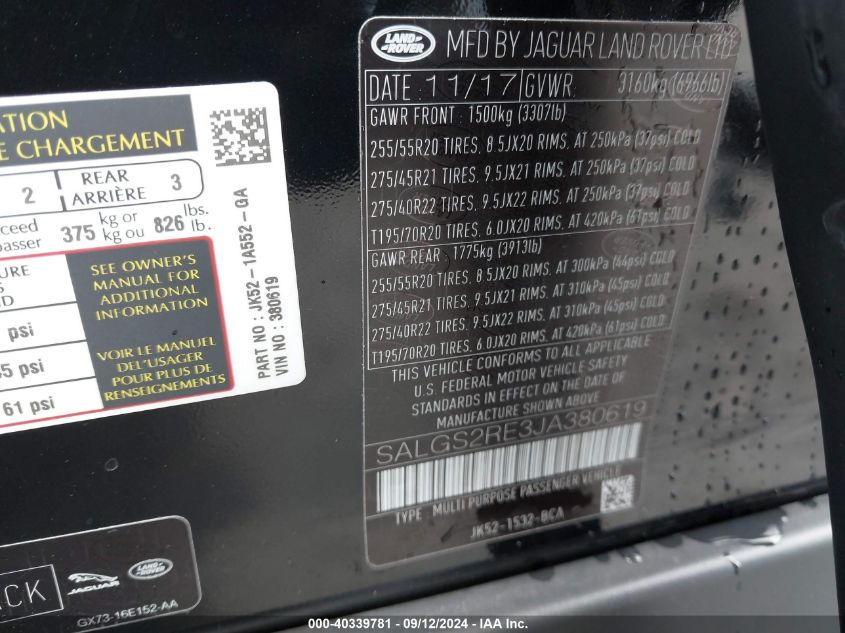 ATION
E CHARGEMENT
2 REAR ARRIÈRE 3
ceed
passer 375 kg or kg ou 826 lbs. lb.
URE
S
D
SEE OWNER'S
MANUAL FOR
ADDITIONAL
INFORMATION
psi
5 psi
61 psi
VOIR LE MANUEL
DEL'USAGER
POUR PLUS DE
RENSEIGNEMENTS
PART NO : JK52-1A552-GA
VIN NO : 380619
LAND ROVER
MFD BY JAGUAR LAND ROVER LTD
DATE 11/17 GVWR 3160kg (6966lb)
GAWR FRONT : 1500kg (3307lb)
255/55R20 TIRES, 8.5JX20 RIMS, AT 250kPa (37psi) COLD
275/45R21 TIRES, 9.5JX21 RIMS, AT 250kPa (37psi) COLD
275/40R22 TIRES, 9.5JX22 RIMS, AT 250kPa (37psi) COLD
T195/70R20 TIRES, 6.0JX20 RIMS, AT 420kPa (61psi) COLD
GAWR REAR : 1775kg (3913lb)
255/55R20 TIRES, 8.5JX20 RIMS, AT 300kPa (44psi) COLD
275/45R21 TIRES, 9.5JX21 RIMS, AT 310kPa (45psi) COLD
275/40R22 TIRES, 9.5JX22 RIMS, AT 310kPa (45psi) COLD
T195/70R20 TIRES, 6.0JX20 RIMS, AT 420kPa (61psi) COLD
THIS VEHICLE CONFORMS TO ALL APPLICABLE
U.S. FEDERAL MOTOR VEHICLE SAFETY
STANDARDS IN EFFECT ON THE DATE OF
MANUFACTURE SHOWN ABOVE.
SALGS2RE3JA380619
TYPE MULTI PURPOSE PASSENGER VEHICLE
JK52-1532-BCA
ACK
JAGUAR
LAND ROVER
GX73-16E152-AA
000-40339781 - 09/12/2024 - IAA Inc.